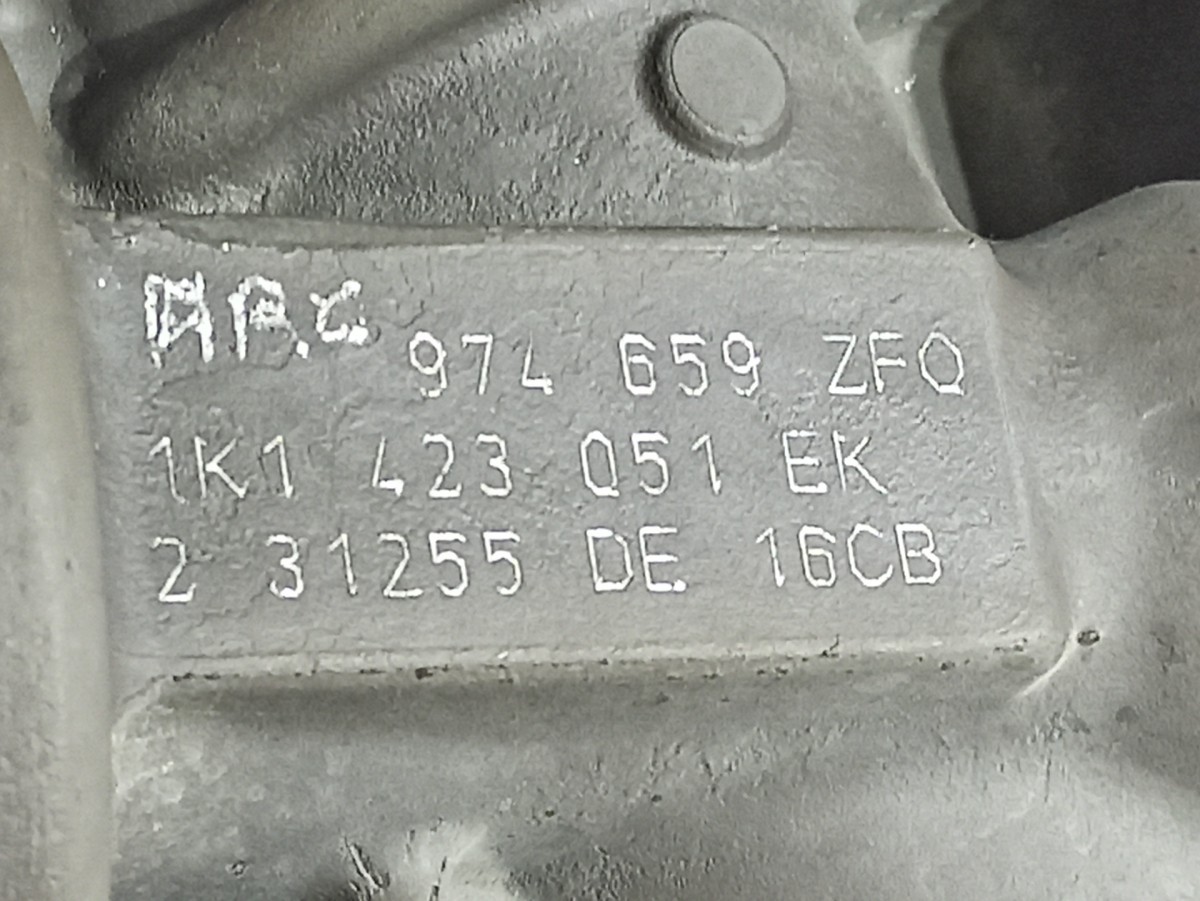 974 659 ZFQ
1K1 423 051 EK
2 31255 DE 16CB